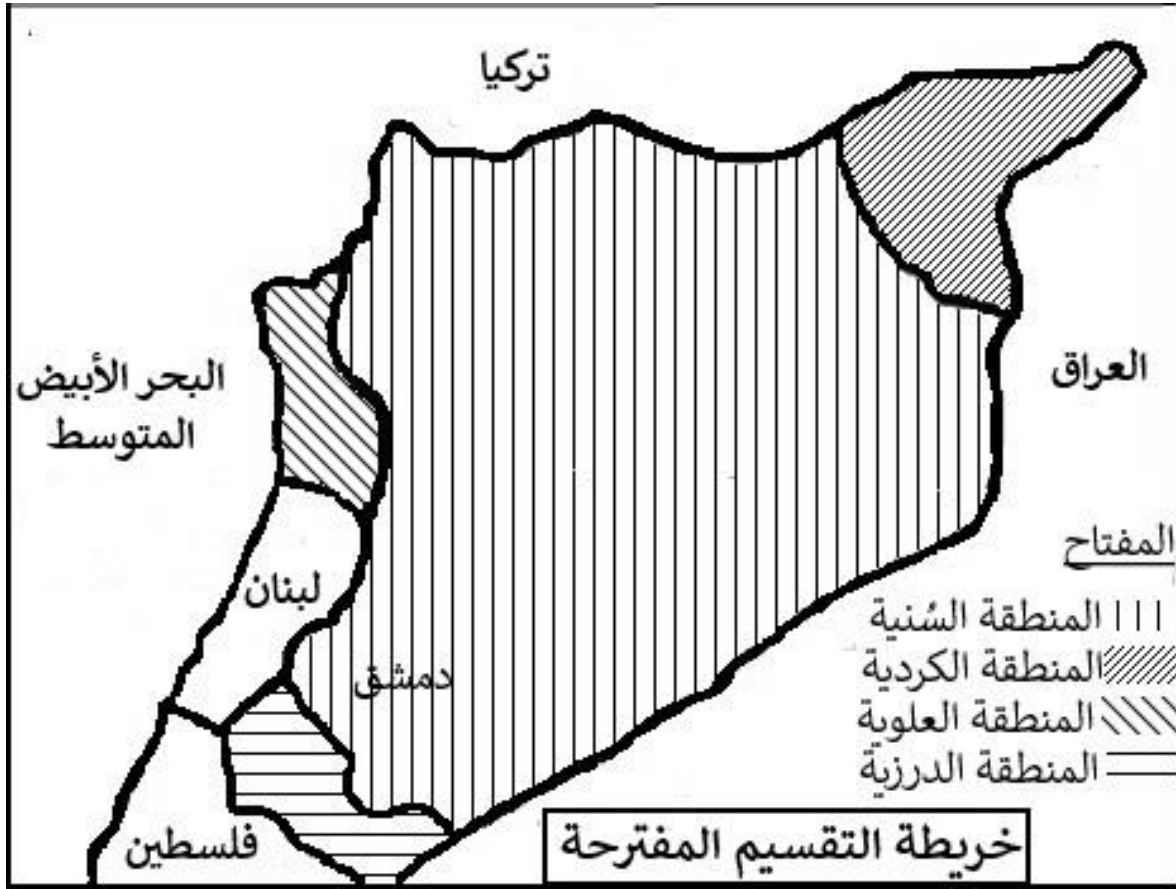 تركيا
البحر الأبيض
المتوسط
العراق
لبنان
دمشق
فلسطين
المفتاح
المنطقة السُنية
المنطقة الكردية
المنطقة العلوية
المنطقة الدرزية
خريطة التقسيم المقترحة